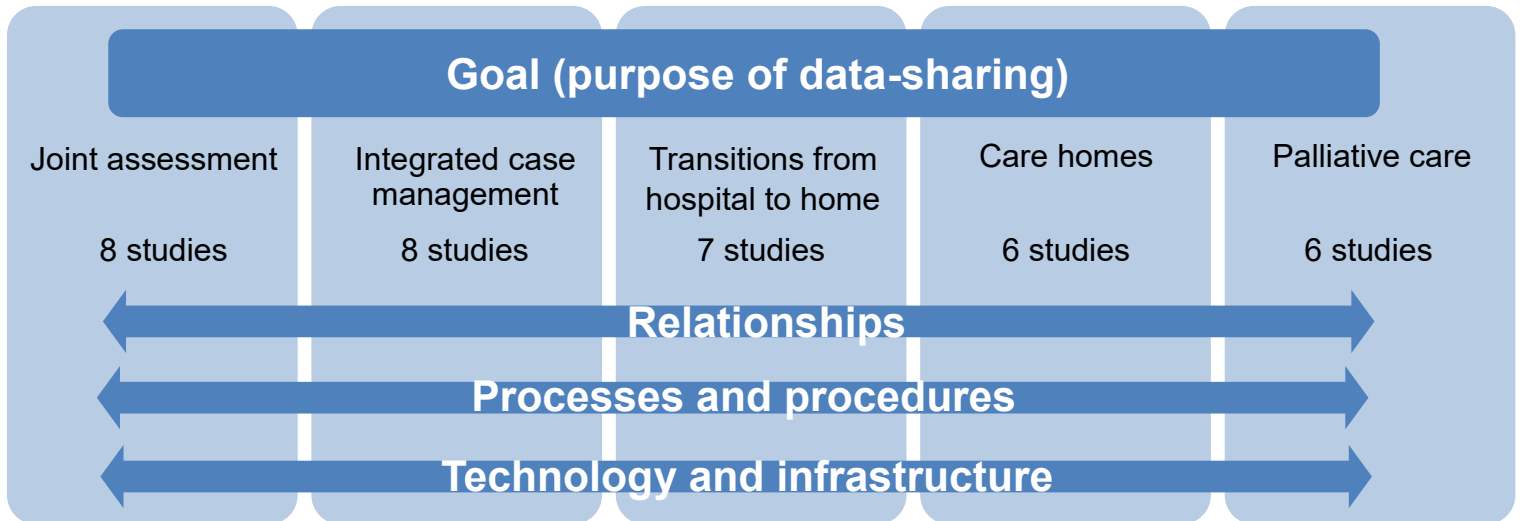 Goal (purpose of data-sharing)
Joint assessment
8 studies
Integrated case
management
8 studies
Transitions from
hospital to home
7 studies
Care homes
6 studies
Palliative care
6 studies
Relationships
Processes and procedures
Technology and infrastructure